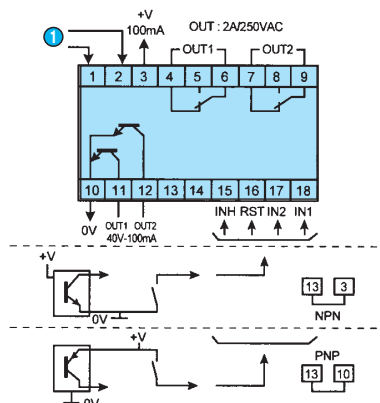 +V
100mA
OUT : 2A/250VAC
OUT1
OUT2
1
1 2 3 4 5 6 7 8 9
10 11 12 13 14 15 16 17 18
0V
OUT1 OUT2
40V-100mA
INH RST IN2 IN1
+V
0V
13 3
NPN
+V
PNP
13 10
0V